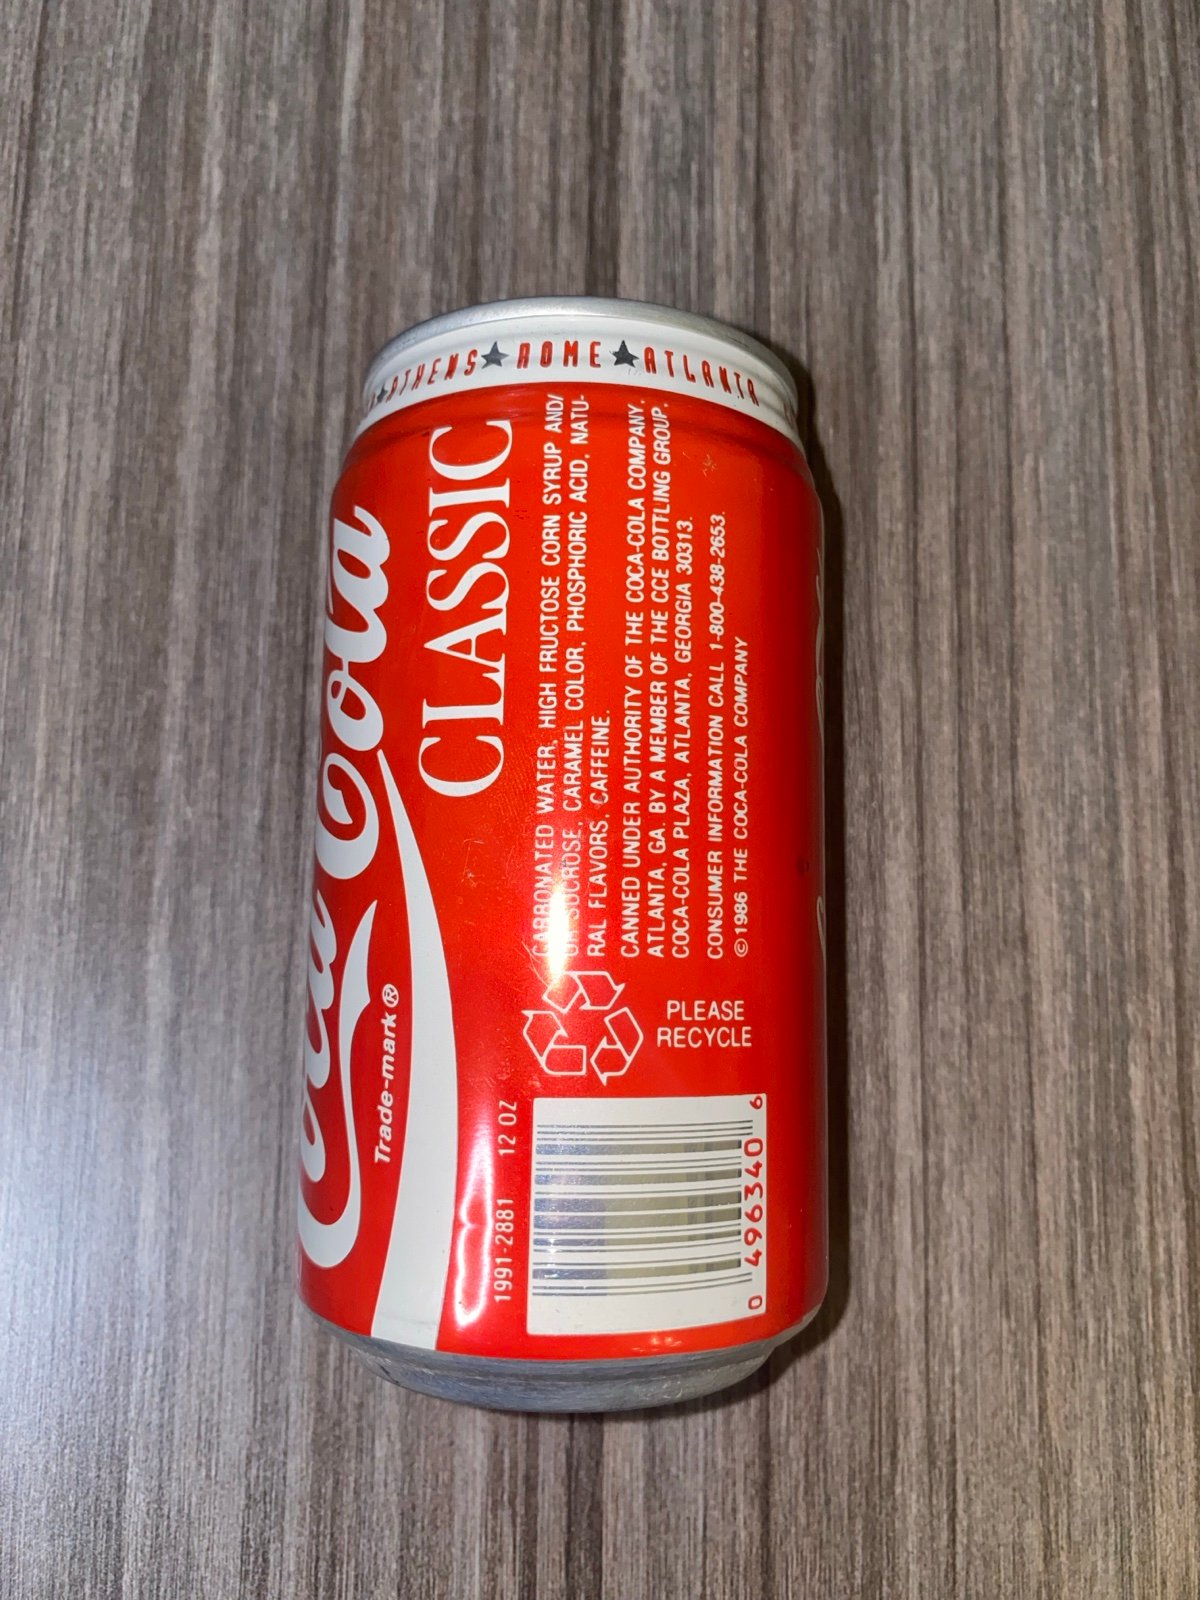 ATHENS★ROME★ATLANTA
Coca-Cola
CLASSIC
Trade-mark®
CARBONATED WATER, HIGH FRUCTOSE CORN SYRUP AND/
OR SUCROSE, CARAMEL COLOR, PHOSPHORIC ACID, NATU-
RAL FLAVORS, CAFFEINE.
CANNED UNDER AUTHORITY OF THE COCA-COLA COMPANY,
ATLANTA, GA. BY A MEMBER OF THE CCE BOTTLING GROUP,
COCA-COLA PLAZA, ATLANTA, GEORGIA 30313.
CONSUMER INFORMATION CALL 1-800-438-2653.
©1986 THE COCA-COLA COMPANY
PLEASE
RECYCLE
1991-2881 12 OZ
0 496340 6